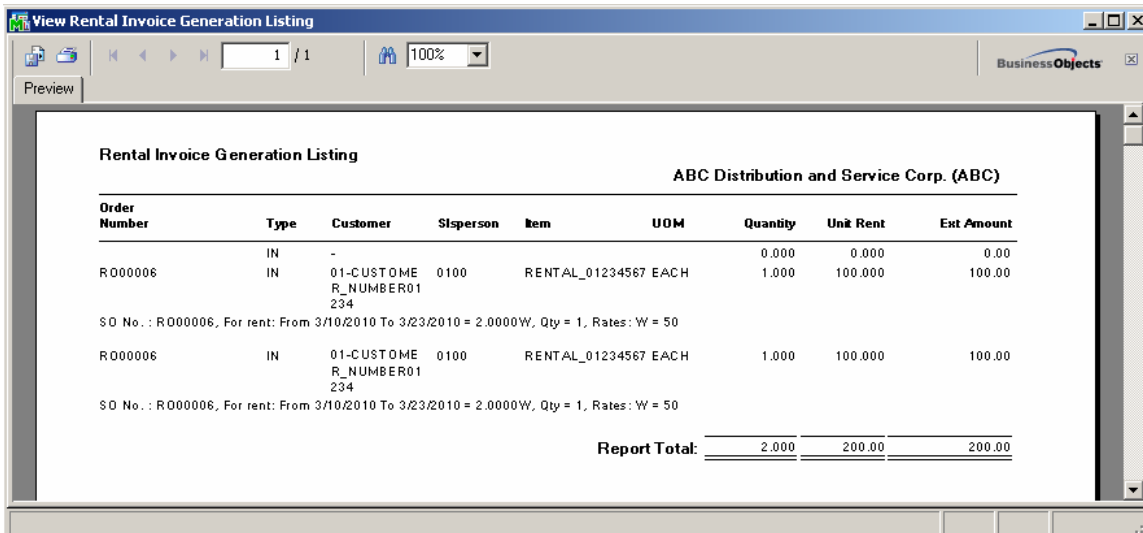 View Rental Invoice Generation Listing
1 / 1 100%
BusinessObjects
Preview
Rental Invoice Generation Listing
ABC Distribution and Service Corp. (ABC)
Order
Number Type Customer Slsperson Item UOM Quantity Unit Rent Ext Amount
IN - 0.000 0.000 0.00
RO00006 IN 01-CUSTOME 0100 RENTAL_01234567 EACH 1.000 100.000 100.00
R_NUMBER01
234
SO No. : RO00006, For rent: From 3/10/2010 To 3/23/2010 = 2.0000W, Qty = 1, Rates: W = 50
RO00006 IN 01-CUSTOME 0100 RENTAL_01234567 EACH 1.000 100.000 100.00
R_NUMBER01
234
SO No. : RO00006, For rent: From 3/10/2010 To 3/23/2010 = 2.0000W, Qty = 1, Rates: W = 50
Report Total: 2.000 200.00 200.00